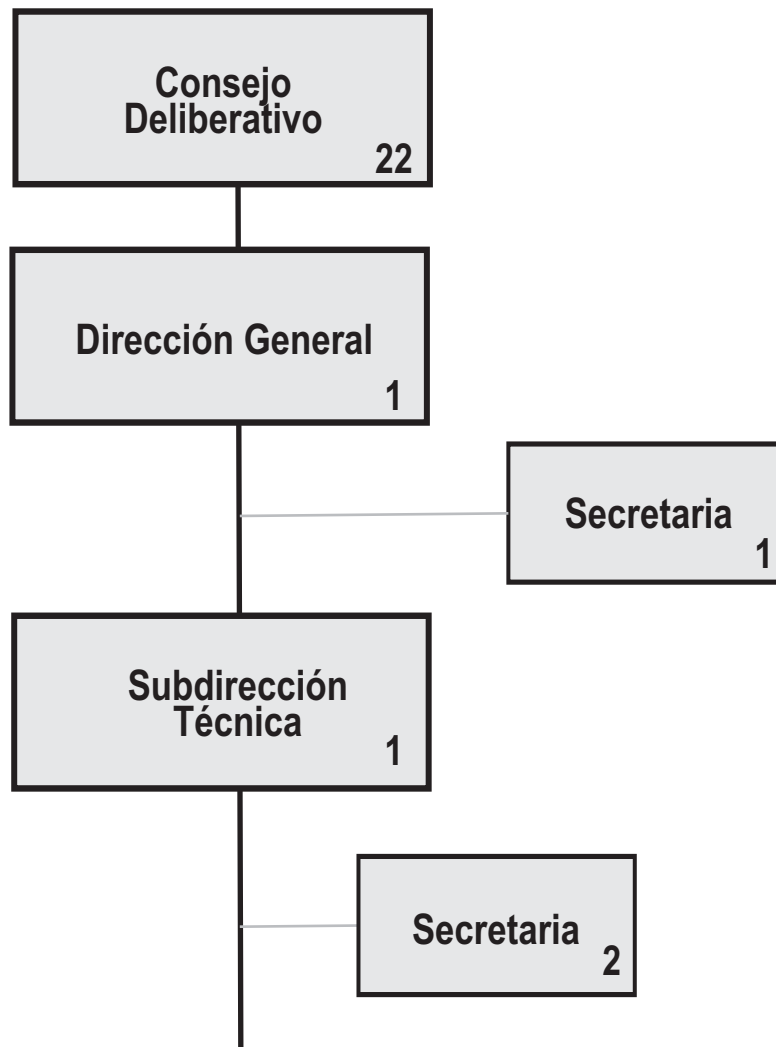 Consejo
Deliberativo
22
Dirección General
1
Secretaria
1
Subdirección
Técnica
1
Secretaria
2